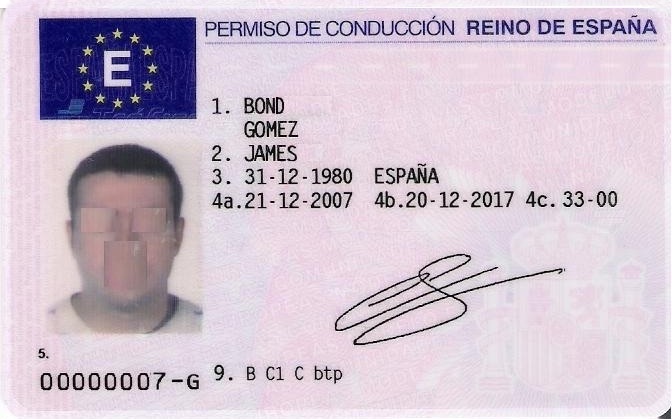 E
PERMISO DE CONDUCCIÓN REINO DE ESPAÑA
1. BOND
GOMEZ
2. JAMES
3. 31-12-1980 ESPAÑA
4a.21-12-2007 4b.20-12-2017 4c.33-00
5.
00000007-G 9. B C1 C btp